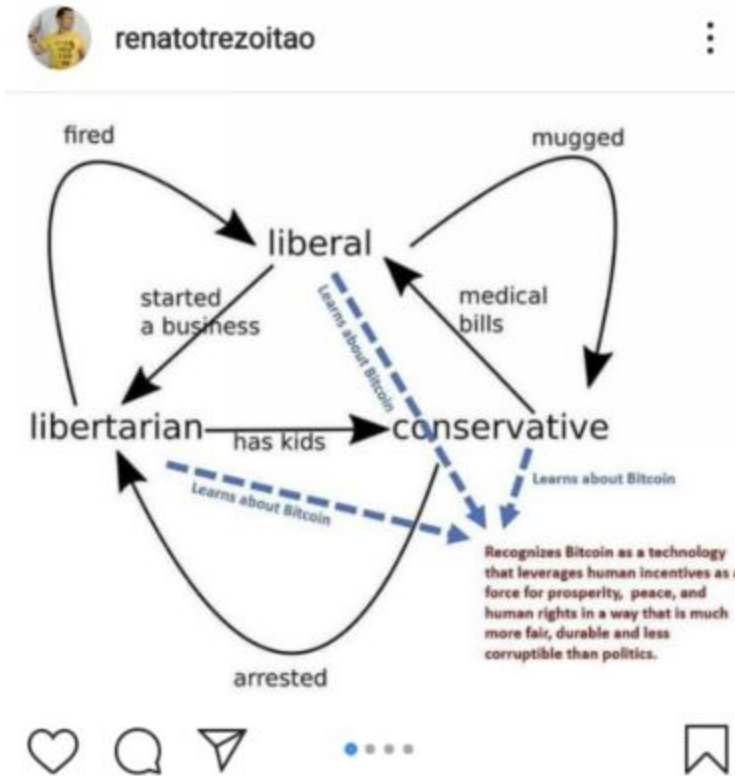 renatotrezoitao
fired
mugged
liberal
started
a business
medical
bills
Learns about Bitcoin
libertarian
has kids
conservative
Learns about Bitcoin
Learns about Bitcoin
Recognizes Bitcoin as a technology
that leverages human incentives as a
force for prosperity, peace, and
human rights in a way that is much
more fair, durable and less
corruptible than politics.
arrested